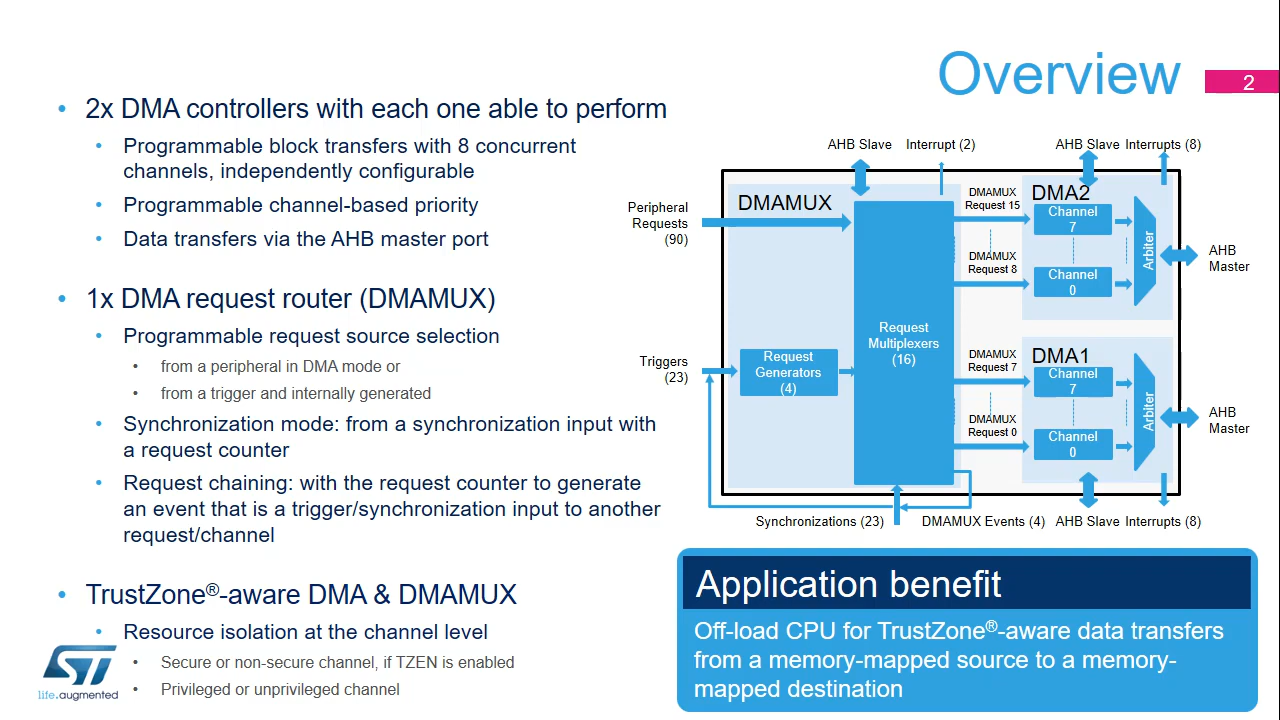 Overview
2
2x DMA controllers with each one able to perform
Programmable block transfers with 8 concurrent
channels, independently configurable
Programmable channel-based priority
Data transfers via the AHB master port
1x DMA request router (DMAMUX)
Programmable request source selection
from a peripheral in DMA mode or
from a trigger and internally generated
Synchronization mode: from a synchronization input with
a request counter
Request chaining: with the request counter to generate
an event that is a trigger/synchronization input to another
request/channel
TrustZone®-aware DMA & DMAMUX
Resource isolation at the channel level
Secure or non-secure channel, if TZEN is enabled
Privileged or unprivileged channel
ST
life.augmented
AHB Slave
Interrupt (2)
AHB Slave
Interrupts (8)
Peripheral
Requests
(90)
DMAMUX
DMAMUX
Request 15
DMA2
Channel
7
DMAMUX
Request 8
Channel
0
Arbiter
AHB
Master
Triggers
(23)
Request
Generators
(4)
Request
Multiplexers
(16)
DMAMUX
Request 7
DMA1
Channel
7
DMAMUX
Request 0
Channel
0
Arbiter
AHB
Master
Synchronizations (23)
DMAMUX Events (4)
AHB Slave
Interrupts (8)
Application benefit
Off-load CPU for TrustZone®-aware data transfers
from a memory-mapped source to a memory-
mapped destination